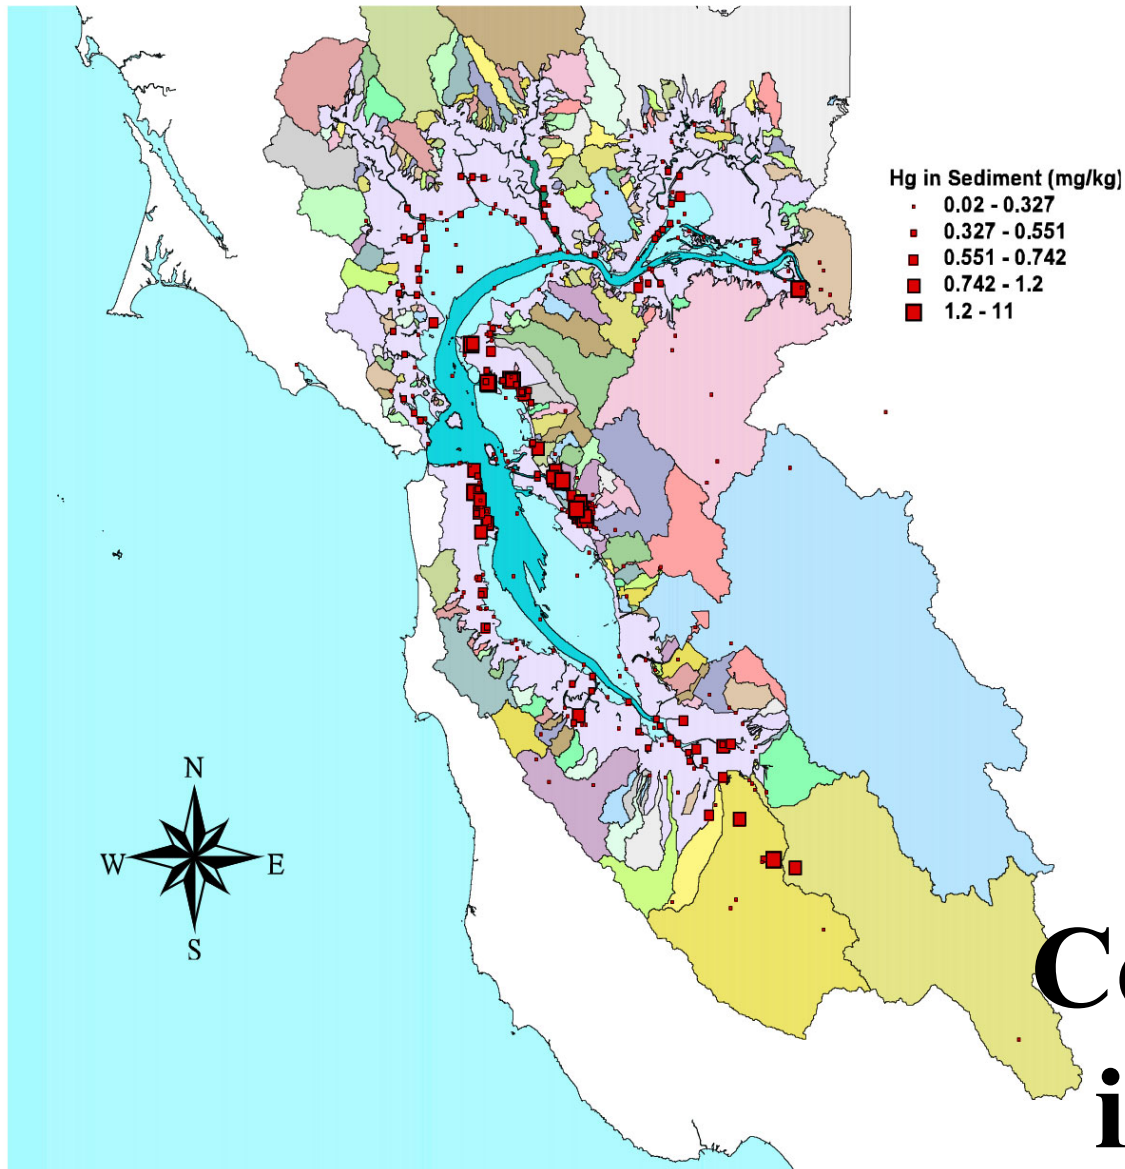 Hg in Sediment (mg/kg)
0.02 - 0.327
0.327 - 0.551
0.551 - 0.742
0.742 - 1.2
1.2 - 11
N
W E
S
C
i